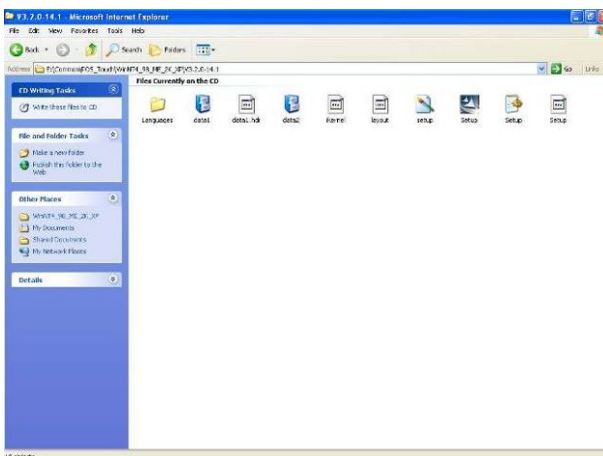 V3.2.0-14.1 - Microsoft Internet Explorer
File Edit View Favorites Tools Help
Back Search Folders
Address Go Links
Files Currently on the CD
CD Writing Tasks
Write these files to CD
Languages data1 data1.hdr data2 ikernel layout setup Setup Setup Setup
File and Folder Tasks
Make a new folder
Publish this folder to the
Web
Other Places
WinNT4_98_ME_2K_XP
My Documents
Shared Documents
My Network Places
Details